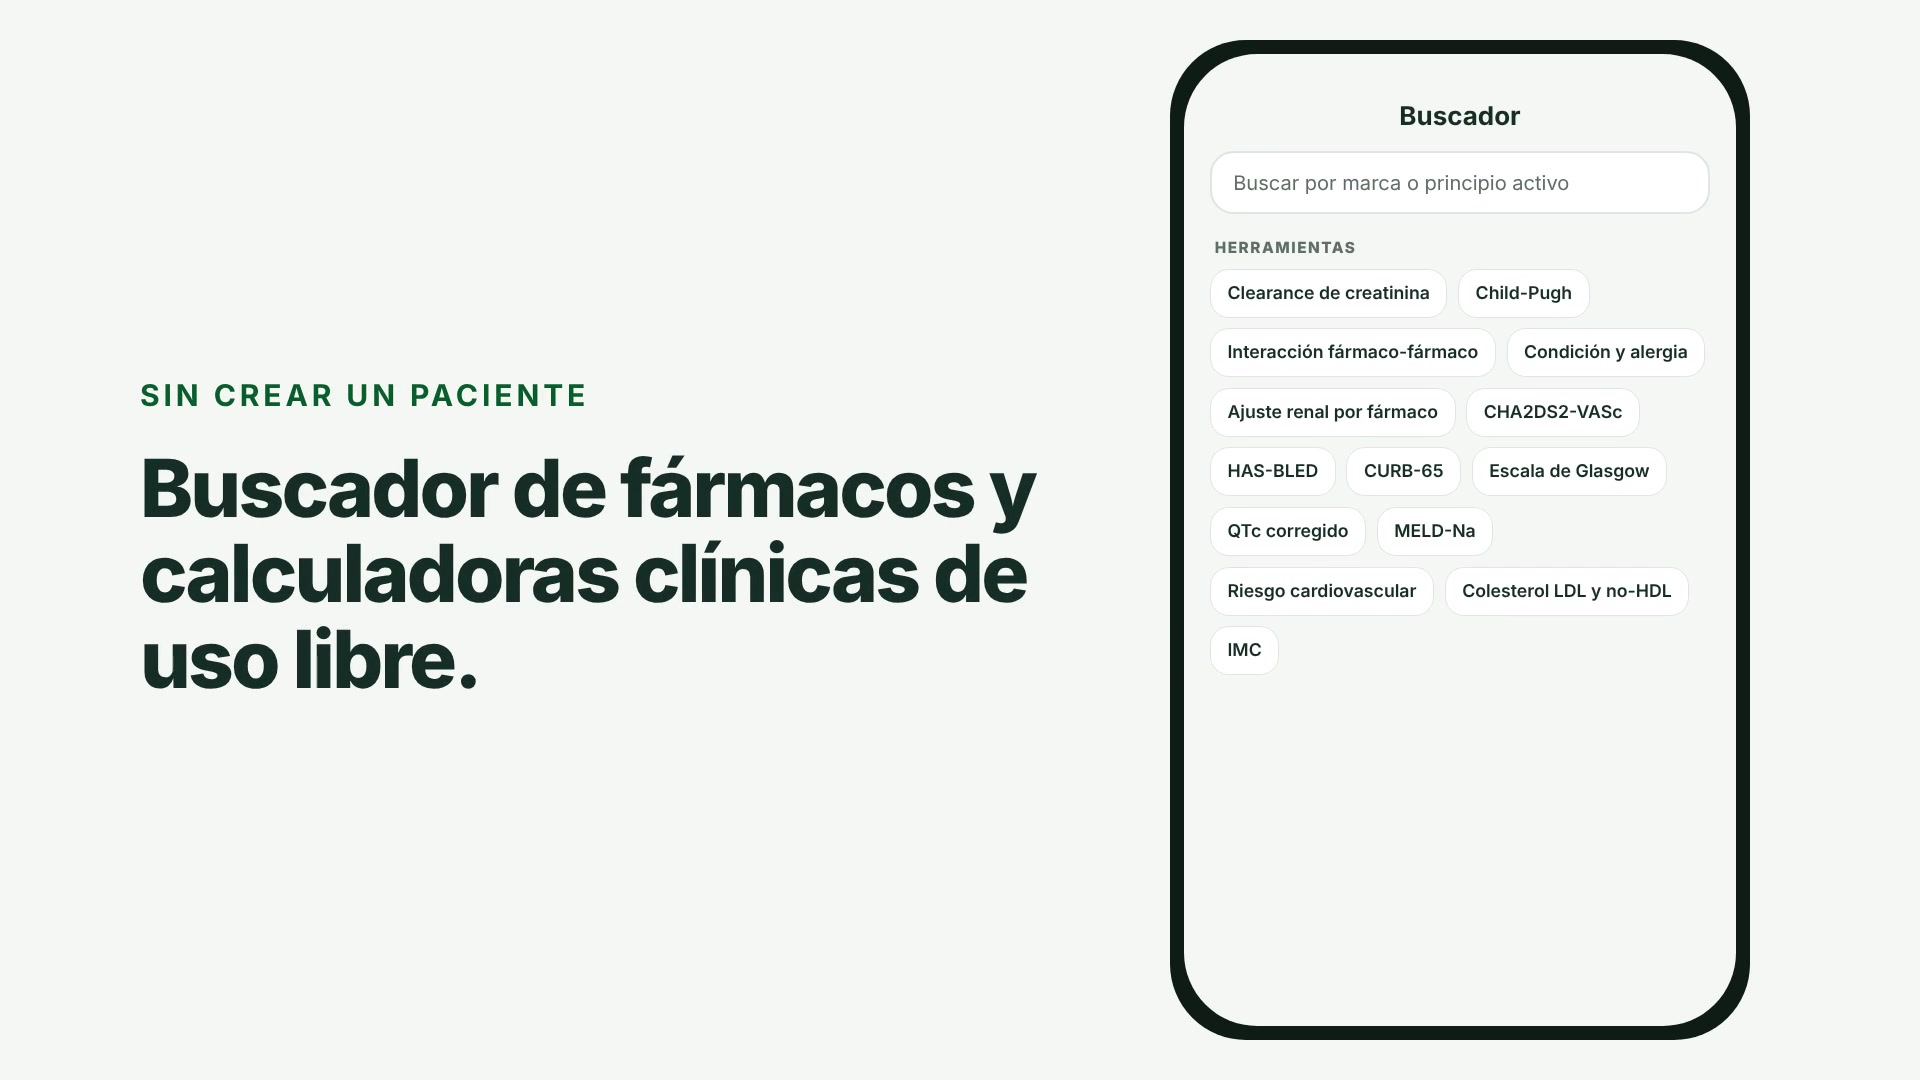 SIN CREAR UN PACIENTE
Buscador de fármacos y
calculadoras clínicas de
uso libre.
Buscador
Buscar por marca o principio activo
HERRAMIENTAS
Clearance de creatinina
Child-Pugh
Interacción fármaco-fármaco
Condición y alergia
Ajuste renal por fármaco
CHA2DS2-VASc
HAS-BLED
CURB-65
Escala de Glasgow
QTc corregido
MELD-Na
Riesgo cardiovascular
Colesterol LDL y no-HDL
IMC